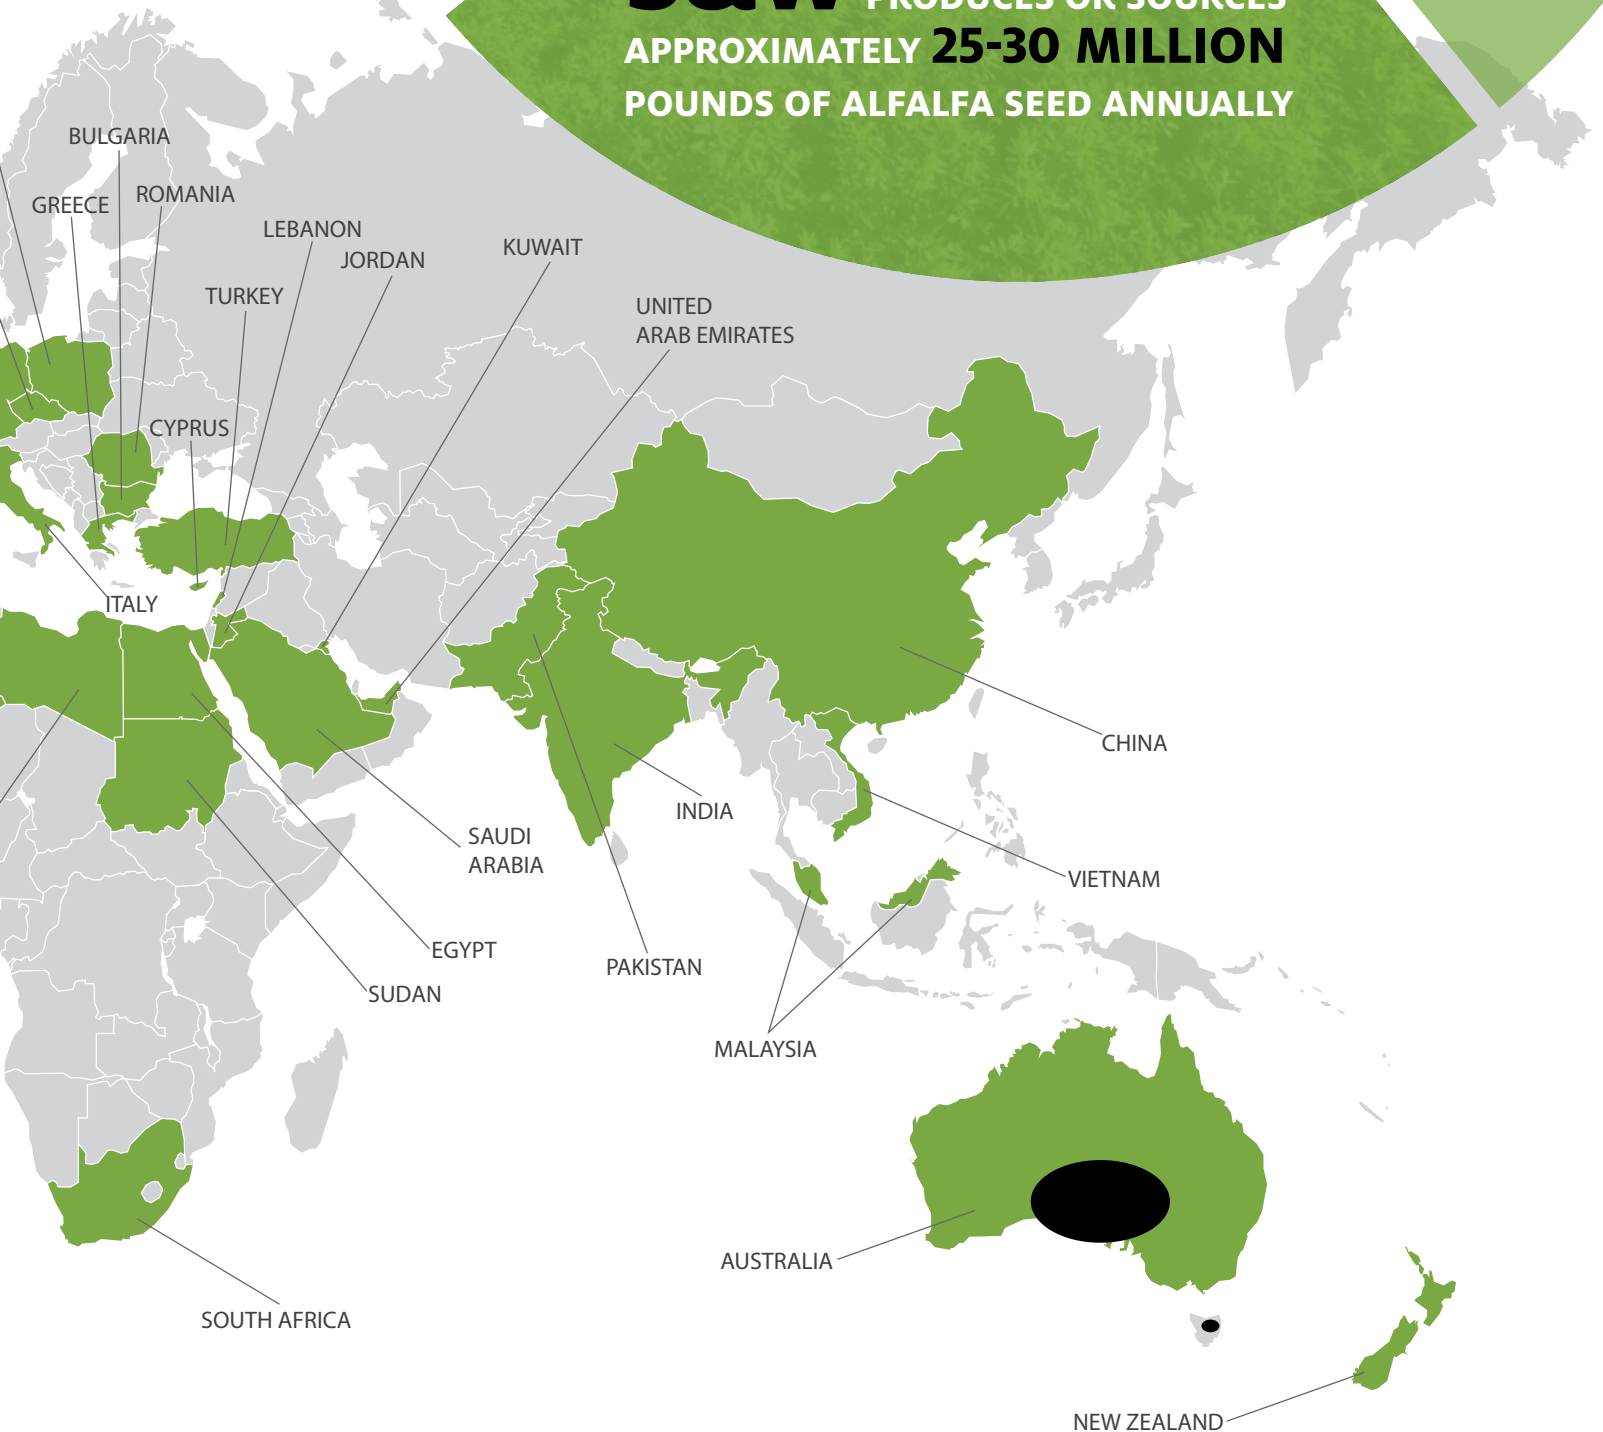 S&W PRODUCES OR SOURCES
APPROXIMATELY 25-30 MILLION
POUNDS OF ALFALFA SEED ANNUALLY
BULGARIA
GREECE
ROMANIA
LEBANON
JORDAN
KUWAIT
TURKEY
UNITED
ARAB EMIRATES
CYPRUS
ITALY
CHINA
INDIA
SAUDI
ARABIA
VIETNAM
EGYPT
PAKISTAN
SUDAN
MALAYSIA
AUSTRALIA
SOUTH AFRICA
NEW ZEALAND